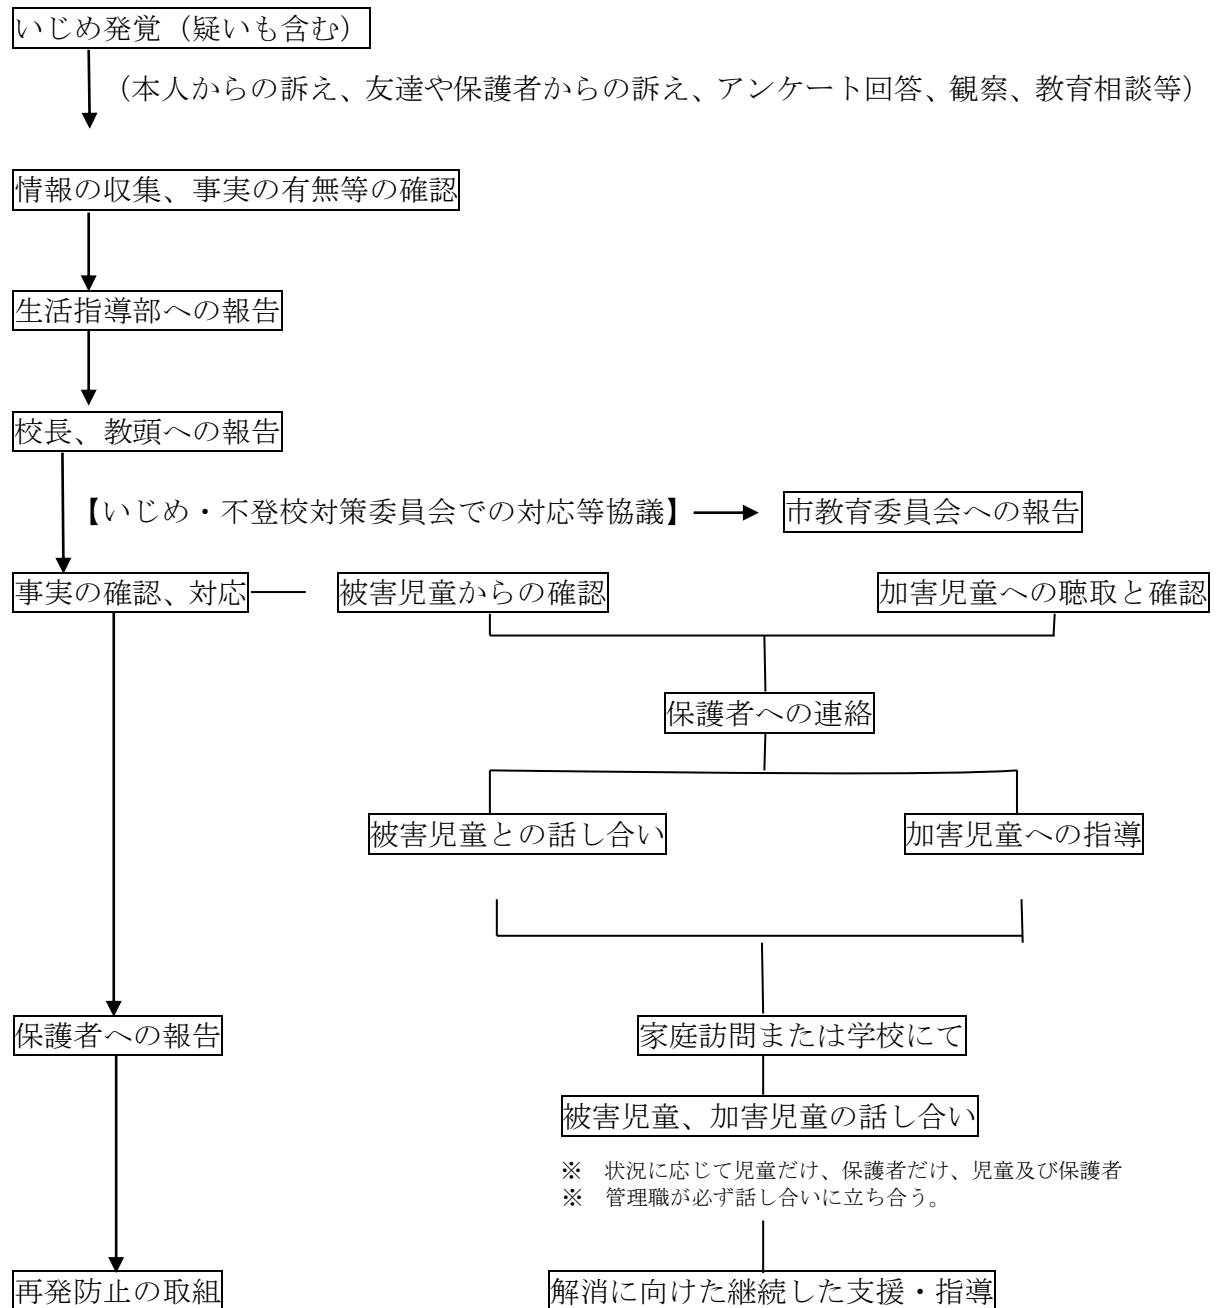 いじめ発覚（疑いも含む）
（本人からの訴え、友達や保護者からの訴え、アンケート回答、観察、教育相談等）
情報の収集、事実の有無等の確認
生活指導部への報告
校長、教頭への報告
【いじめ・不登校対策委員会での対応等協議】 市教育委員会への報告
事実の確認、対応 被害児童からの確認 加害児童への聴取と確認
保護者への連絡
被害児童との話し合い 加害児童への指導
保護者への報告 家庭訪問または学校にて
被害児童、加害児童の話し合い
※　状況に応じて児童だけ、保護者だけ、児童及び保護者
※　管理職が必ず話し合いに立ち合う。
再発防止の取組 解消に向けた継続した支援・指導